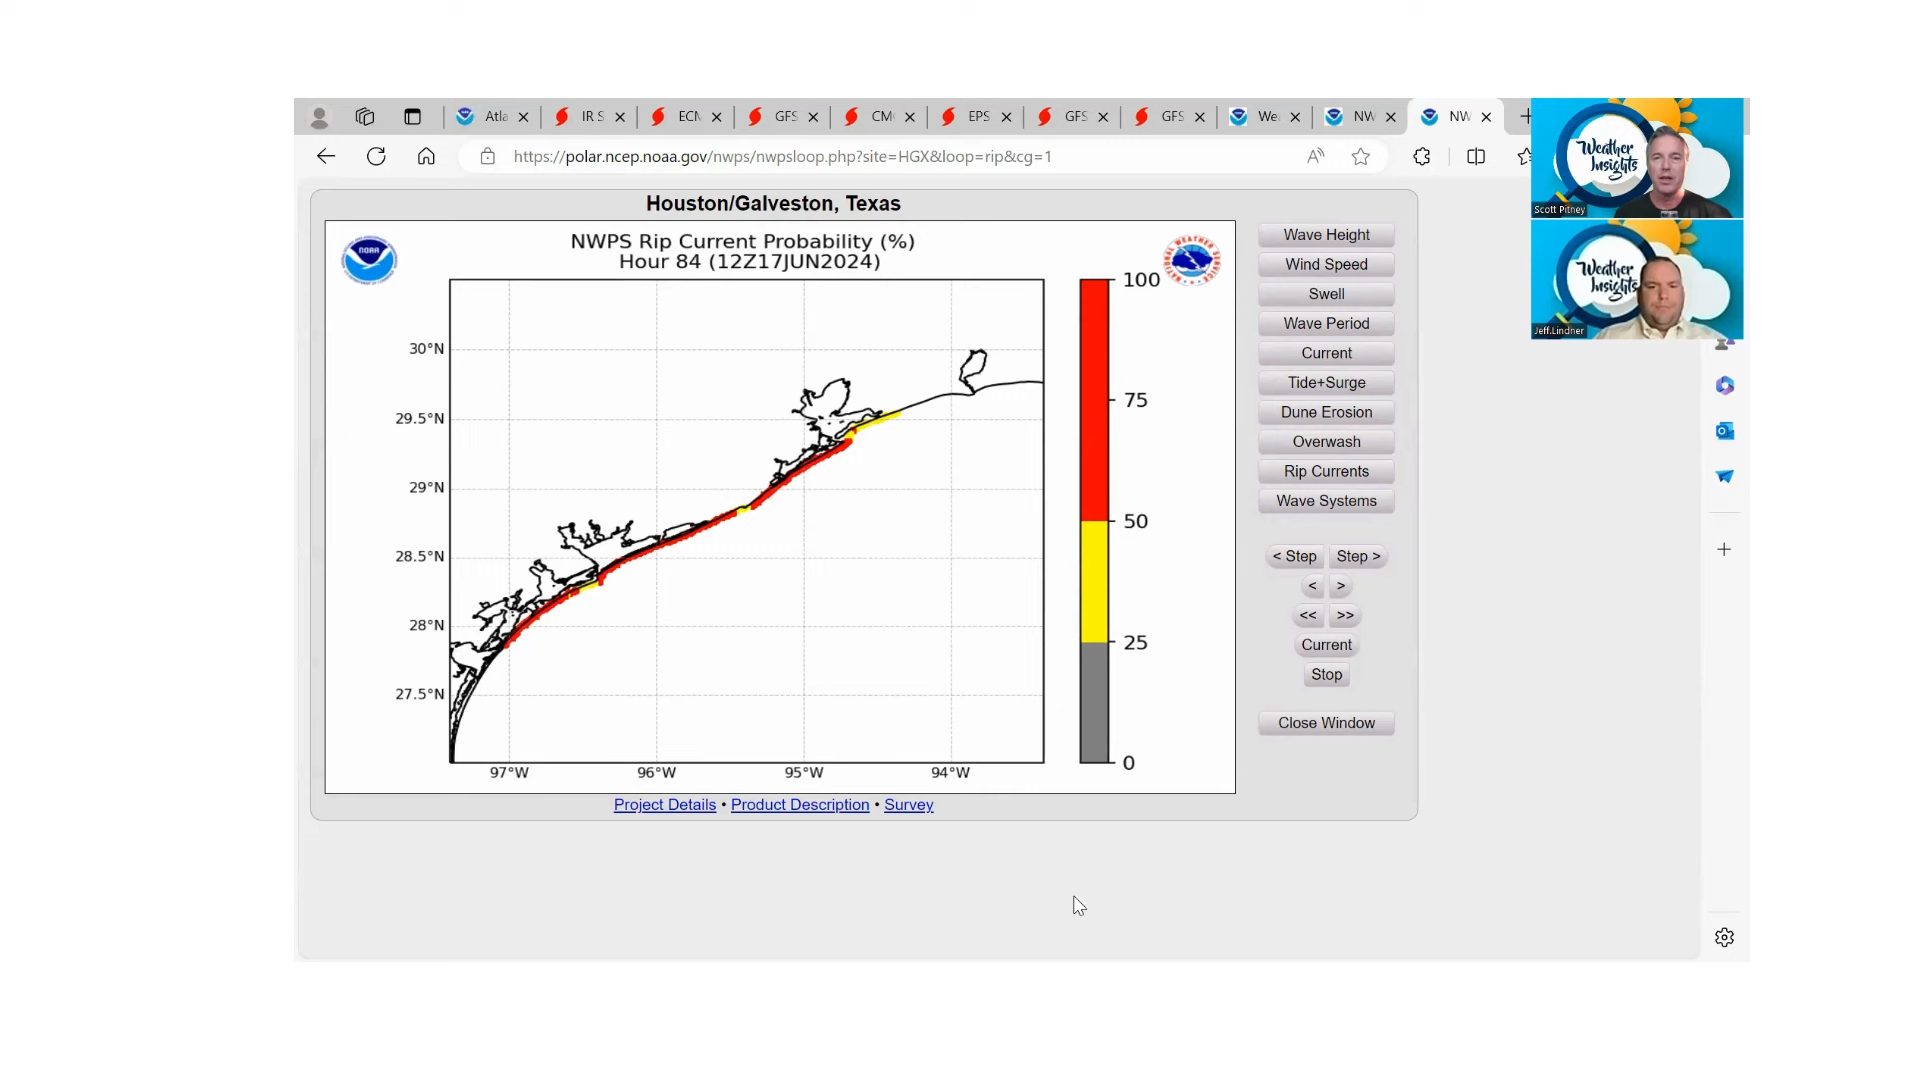 Atla
IR S
ECM
GFS
CM
EPS
GFS
GFS
We
NW
NW
https://polar.ncep.noaa.gov/nwps/nwpsloop.php?site=HGX&loop=rip&cg=1
Weather
Insights
Scott Pitney
Weather
Insights
Jeff.Lindner
Houston/Galveston, Texas
NOAA
NWPS Rip Current Probability (%)
Hour 84 (12Z17JUN2024)
30°N
29.5°N
29°N
28.5°N
28°N
27.5°N
97°W 96°W 95°W 94°W
100
75
50
25
0
Wave Height
Wind Speed
Swell
Wave Period
Current
Tide+Surge
Dune Erosion
Overwash
Rip Currents
Wave Systems
< Step Step >
< >
<< >>
Current
Stop
Close Window
Project Details • Product Description • Survey